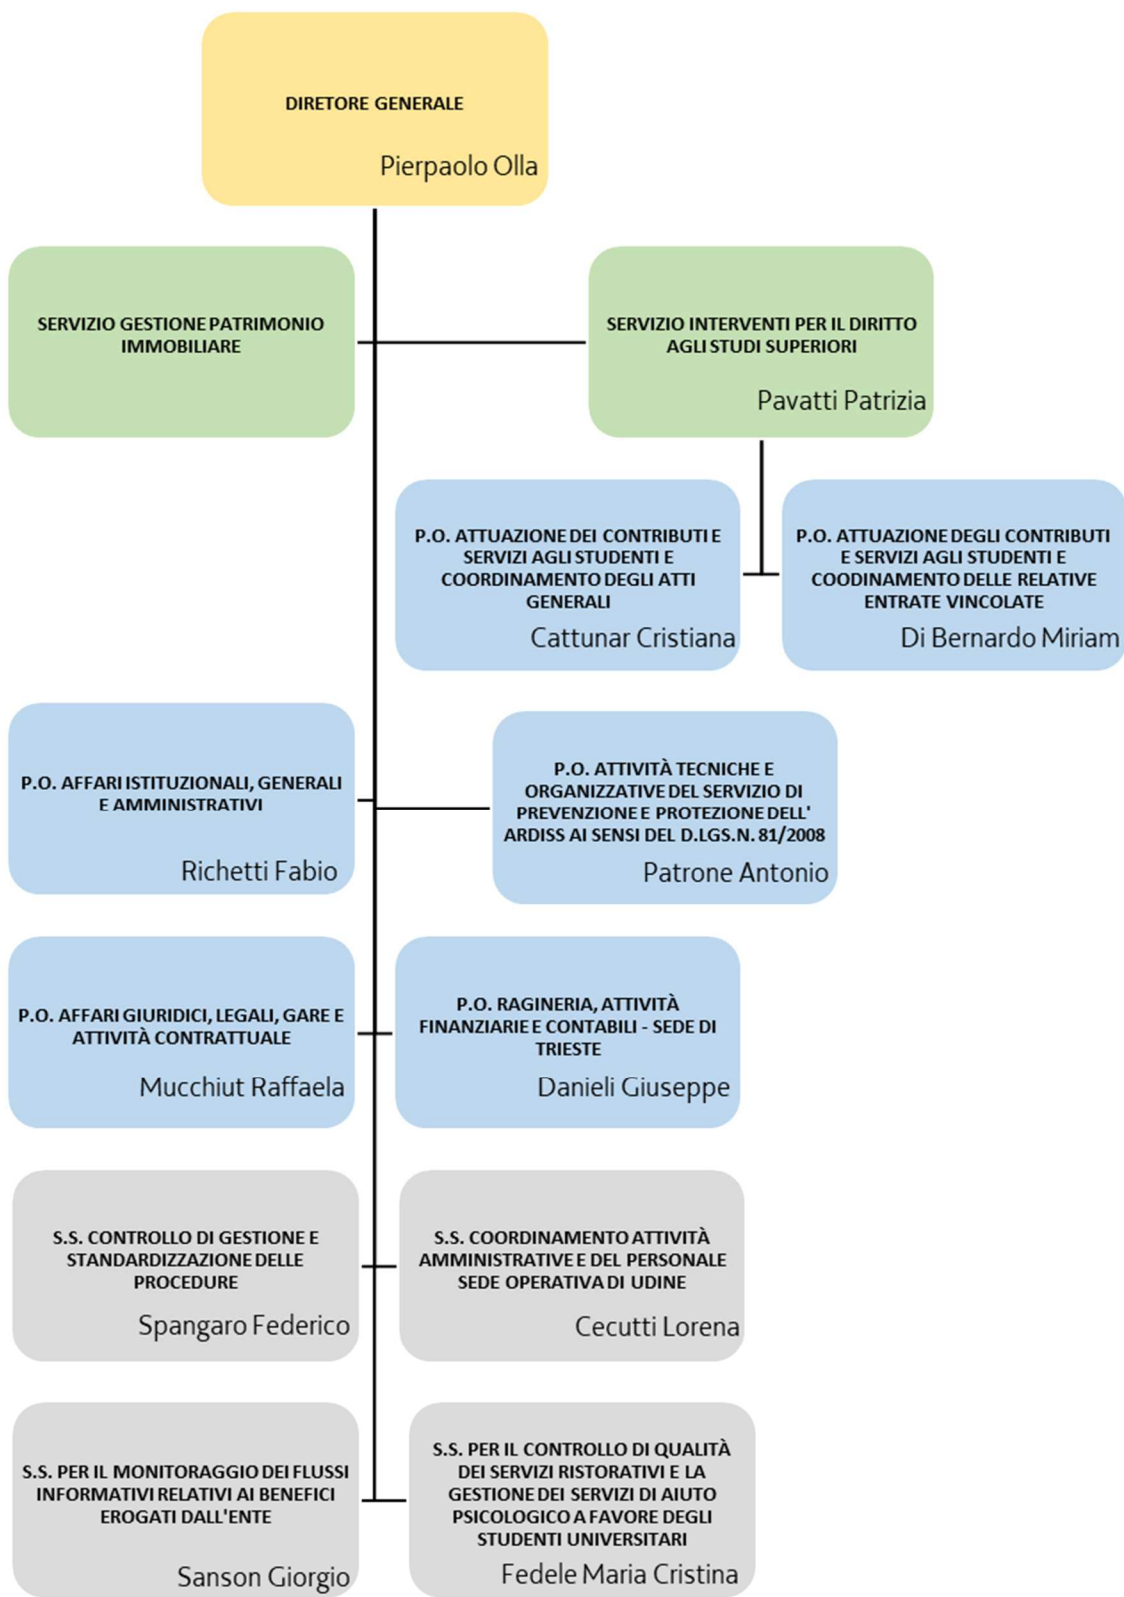 DIRETORE GENERALE
Pierpaolo Olla
SERVIZIO GESTIONE PATRIMONIO
IMMOBILIARE
SERVIZIO INTERVENTI PER IL DIRITTO
AGLI STUDI SUPERIORI
Pavatti Patrizia
P.O. ATTUAZIONE DEI CONTRIBUTI E
SERVIZI AGLI STUDENTI E
COORDINAMENTO DEGLI ATTI
GENERALI
Cattunar Cristiana
P.O. ATTUAZIONE DEGLI CONTRIBUTI
E SERVIZI AGLI STUDENTI E
COODINAMENTO DELLE RELATIVE
ENTRATE VINCOLATE
Di Bernardo Miriam
P.O. AFFARI ISTITUZIONALI, GENERALI
E AMMINISTRATIVI
Richetti Fabio
P.O. ATTIVITÀ TECNICHE E
ORGANIZZATIVE DEL SERVIZIO DI
PREVENZIONE E PROTEZIONE DELL'
ARDISS AI SENSI DEL D.LGS.N. 81/2008
Patrone Antonio
P.O. AFFARI GIURIDICI, LEGALI, GARE E
ATTIVITÀ CONTRATTUALE
Mucchiut Raffaela
P.O. RAGINERIA, ATTIVITÀ
FINANZIARIE E CONTABILI - SEDE DI
TRIESTE
Danieli Giuseppe
S.S. CONTROLLO DI GESTIONE E
STANDARDIZZAZIONE DELLE
PROCEDURE
Spangaro Federico
S.S. COORDINAMENTO ATTIVITÀ
AMMINISTRATIVE E DEL PERSONALE
SEDE OPERATIVA DI UDINE
Cecutti Lorena
S.S. PER IL MONITORAGGIO DEI FLUSSI
INFORMATIVI RELATIVI AI BENEFICI
EROGATI DALL'ENTE
Sanson Giorgio
S.S. PER IL CONTROLLO DI QUALITÀ
DEI SERVIZI RISTORATIVI E LA
GESTIONE DEI SERVIZI DI AIUTO
PSICOLOGICO A FAVORE DEGLI
STUDENTI UNIVERSITARI
Fedele Maria Cristina